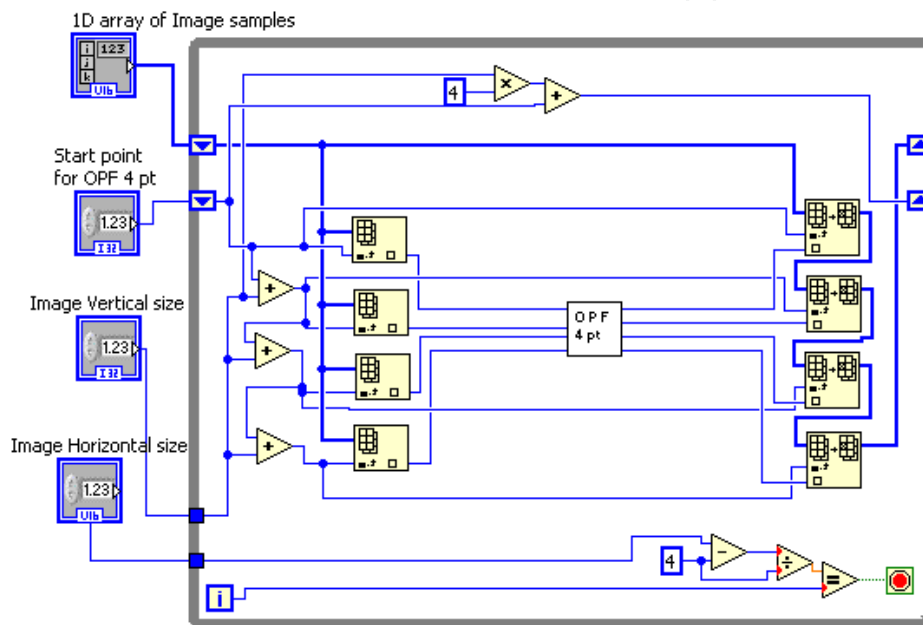 1D array of Image samples
i
j
k
123
U16
4
×
+
Start point
for OPF 4 pt
1.23
I32
+
Image Vertical size
1.23
I32
OPF
4 pt
+
Image Horizontal size
1.23
U16
+
4
-
÷
=
i